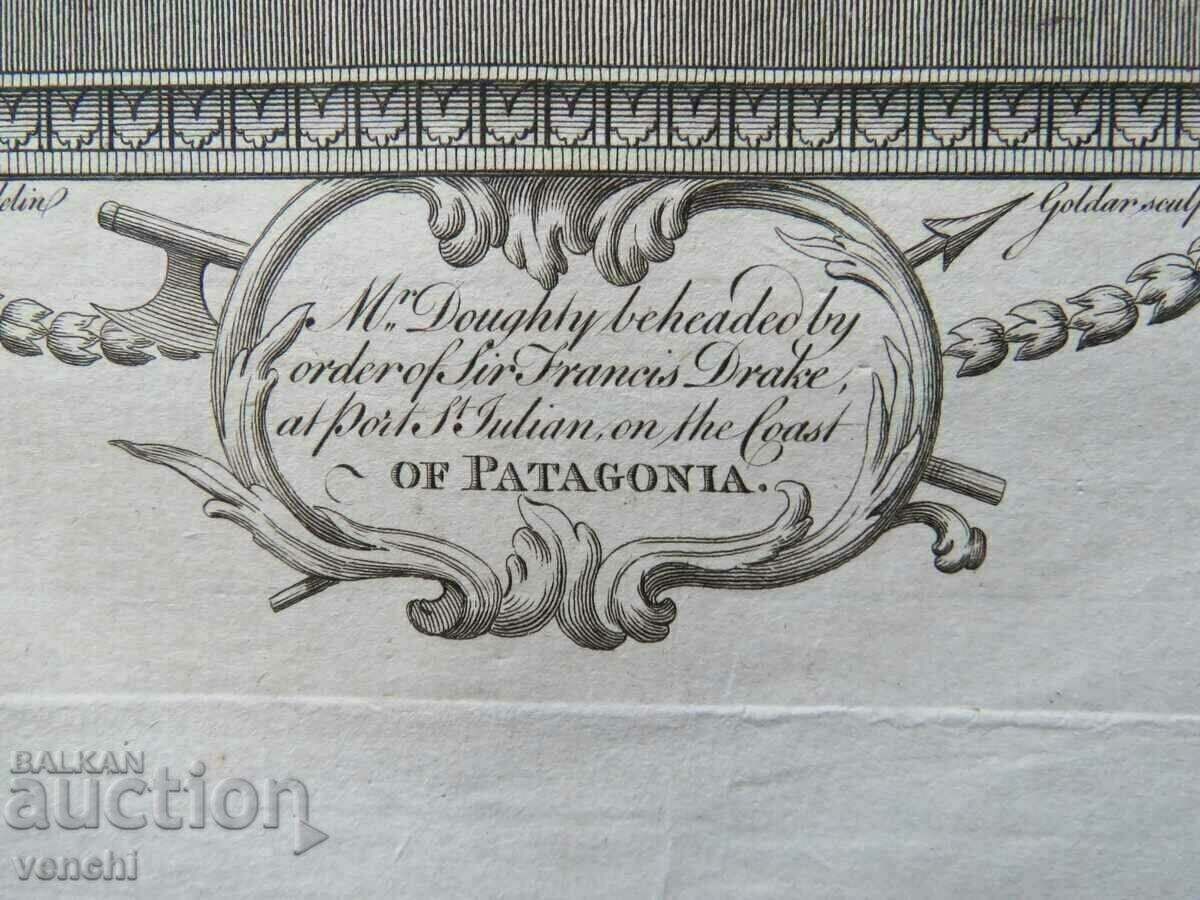 elin
Goldar sculp
Mr. Doughty beheaded by
order of Sir Francis Drake,
at Port St. Julian, on the Coast
OF PATAGONIA.
BALKAN
auction
venchi